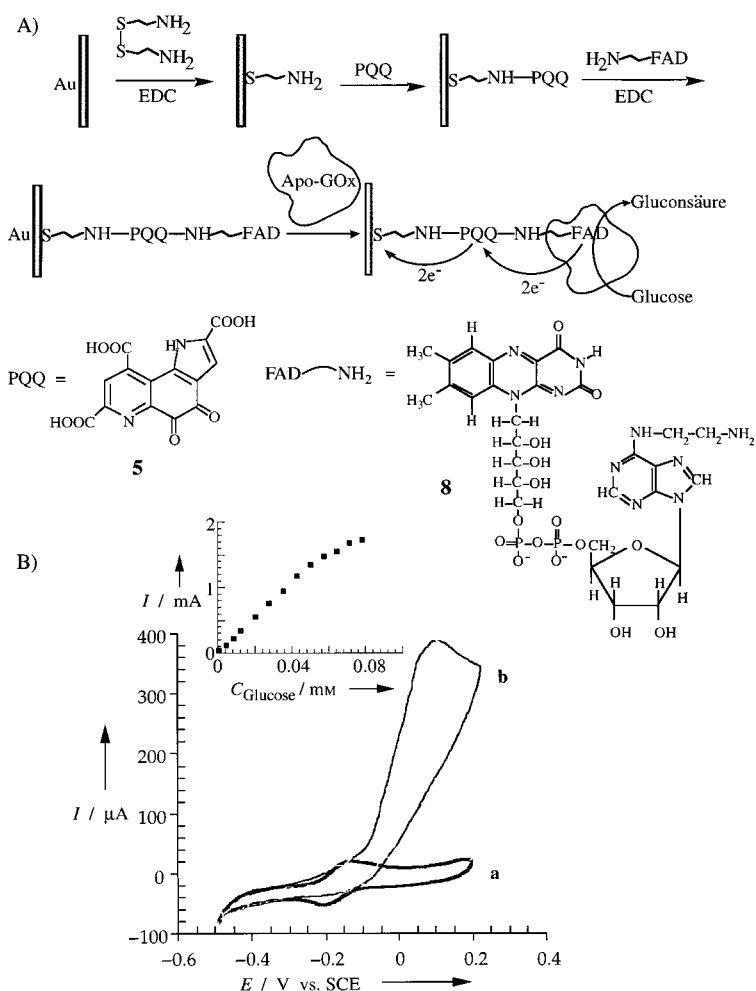 A)
S NH2
S NH2
Au
EDC
S NH2
PQQ
S NH PQQ
H2N FAD
EDC
Apo-GOx
Au S NH–PQQ–NH FAD
S NH–PQQ–NH FAD
Gluconsäure
2e⁻
2e⁻
Glucose
PQQ =
HOOC
COOH
HN
HOOC
N
O
O
5
FAD NH2 =
H3C
H3C
H
H
N
N
N
O
N–H
O
H–C–H
H–C–OH
H–C–OH
H–C–OH
H–C–H
O
O=P–O–P–OCH2
O
O⁻ O⁻
NH–CH2–CH2–NH2
N
HC
N
N
CH
N
O
H H
H H
OH OH
8
B)
2
1
0
I / mA
0 0.04 0.08
CGlucose / mM
400
300
200
100
0
−100
I / µA
b
a
−0.6 −0.4 −0.2 0 0.2 0.4
E / V vs. SCE